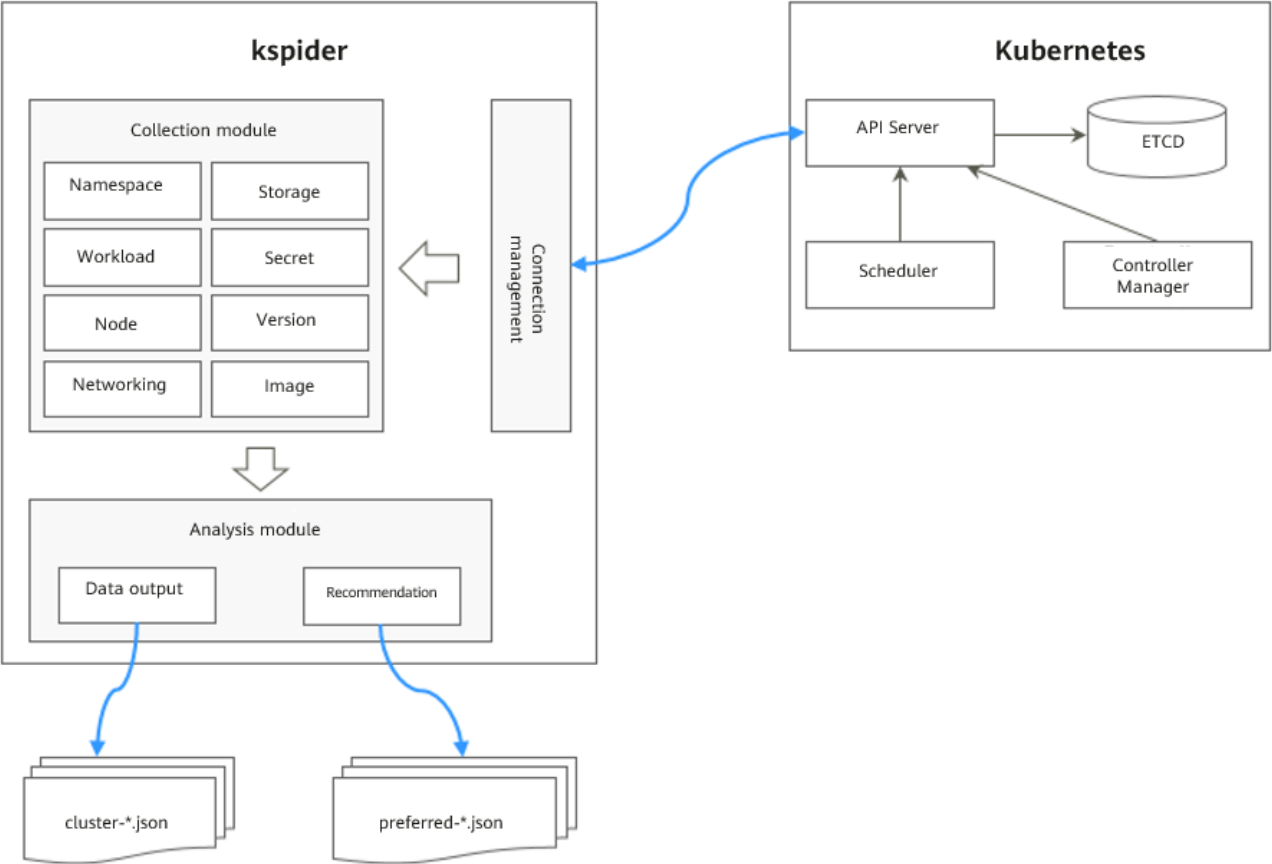 kspider
Collection module
Namespace
Storage
Workload
Secret
Node
Version
Networking
Image
Connection
management
Analysis module
Data output
Recommendation
cluster-*.json
preferred-*.json
Kubernetes
API Server
ETCD
Scheduler
Controller
Manager